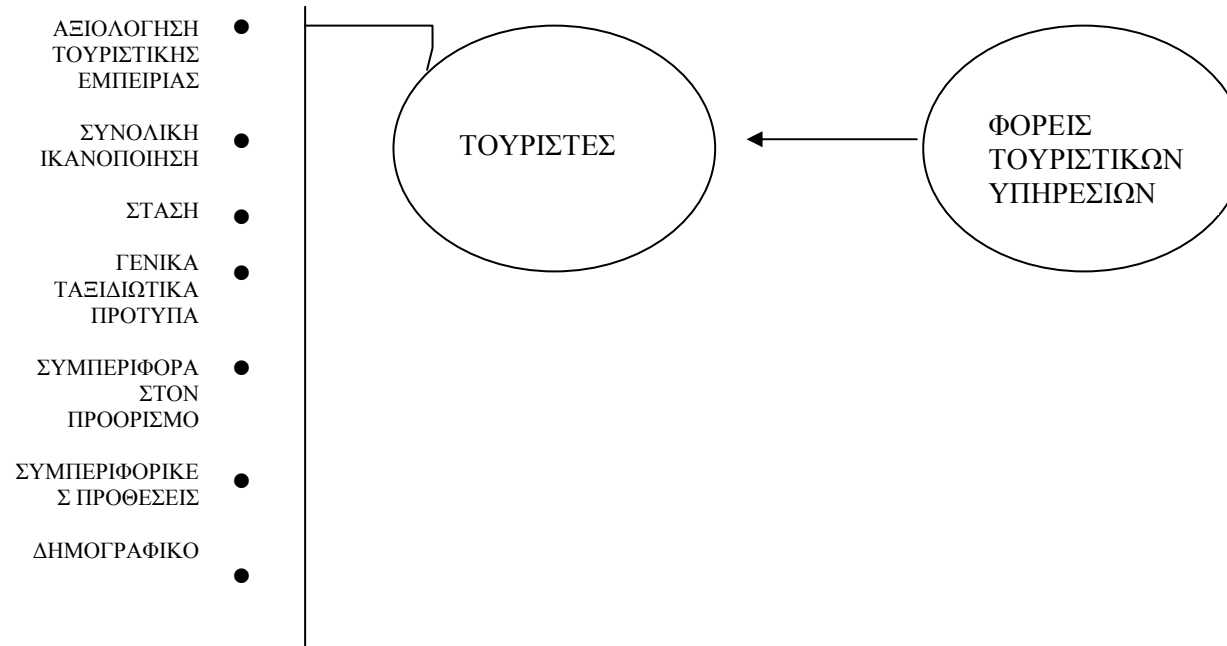 ΑΞΙΟΛΟΓΗΣΗ
ΤΟΥΡΙΣΤΙΚΗΣ
ΕΜΠΕΙΡΙΑΣ
ΣΥΝΟΛΙΚΗ
ΙΚΑΝΟΠΟΙΗΣΗ
ΣΤΑΣΗ
ΓΕΝΙΚΑ
ΤΑΞΙΔΙΩΤΙΚΑ
ΠΡΟΤΥΠΑ
ΣΥΜΠΕΡΙΦΟΡΑ
ΣΤΟΝ
ΠΡΟΟΡΙΣΜΟ
ΣΥΜΠΕΡΙΦΟΡΙΚΕ
Σ ΠΡΟΘΕΣΕΙΣ
ΔΗΜΟΓΡΑΦΙΚΟ
ΤΟΥΡΙΣΤΕΣ
ΦΟΡΕΙΣ
ΤΟΥΡΙΣΤΙΚΩΝ
ΥΠΗΡΕΣΙΩΝ